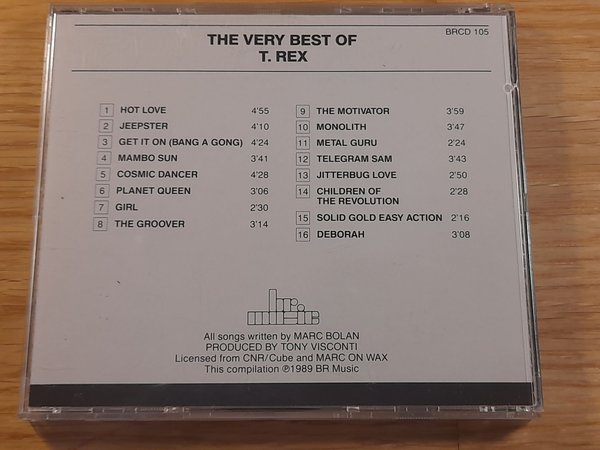 THE VERY BEST OF
T. REX
BRCD 105
1 HOT LOVE 4'55
2 JEEPSTER 4'10
3 GET IT ON (BANG A GONG) 4'24
4 MAMBO SUN 3'41
5 COSMIC DANCER 4'28
6 PLANET QUEEN 3'06
7 GIRL 2'30
8 THE GROOVER 3'14
9 THE MOTIVATOR 3'59
10 MONOLITH 3'47
11 METAL GURU 2'24
12 TELEGRAM SAM 3'43
13 JITTERBUG LOVE 2'50
14 CHILDREN OF 2'28
THE REVOLUTION
15 SOLID GOLD EASY ACTION 2'16
16 DEBORAH 3'08
br
music
All songs written by MARC BOLAN
PRODUCED BY TONY VISCONTI
Licensed from CNR/Cube and MARC ON WAX
This compilation ℗1989 BR Music